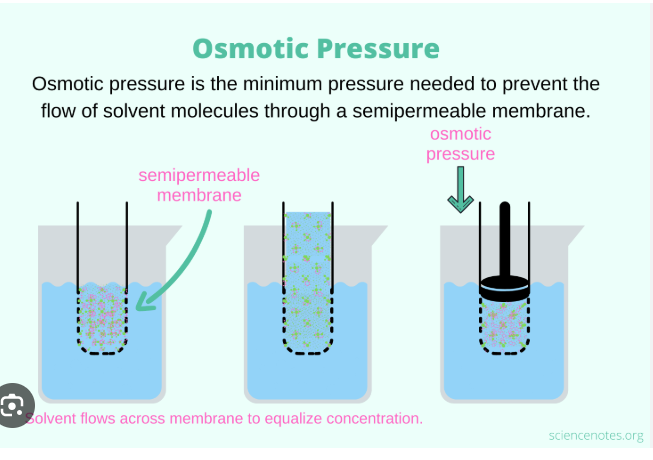 Osmotic Pressure
Osmotic pressure is the minimum pressure needed to prevent the
flow of solvent molecules through a semipermeable membrane.
osmotic
pressure
semipermeable
membrane
Solvent flows across membrane to equalize concentration.
sciencenotes.org